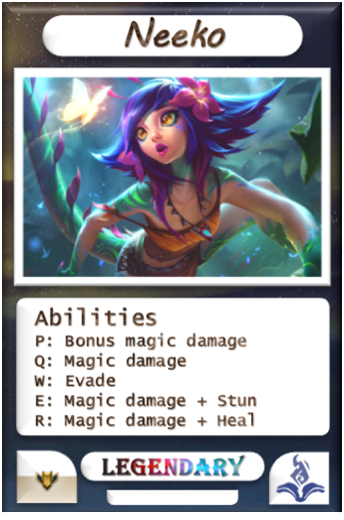 Neeko
Abilities
P: Bonus magic damage
Q: Magic damage
W: Evade
E: Magic damage + Stun
R: Magic damage + Heal
LEGENDARY